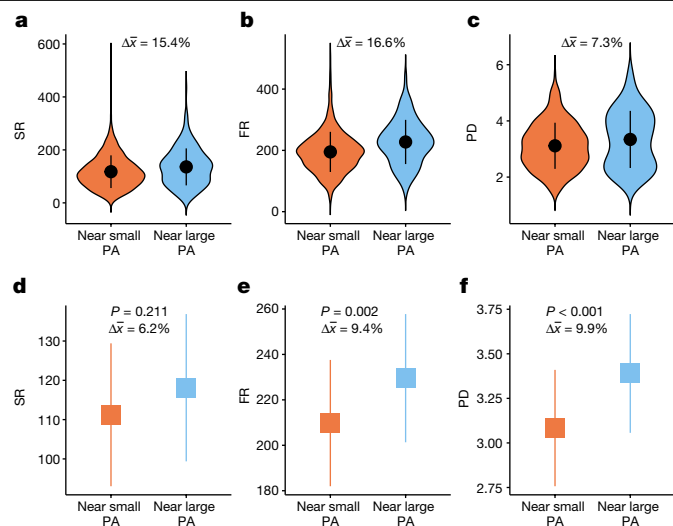 a
Δx̄ = 15.4%
SR
600
400
200
0
Near small PA
Near large PA
b
Δx̄ = 16.6%
FR
400
200
0
Near small PA
Near large PA
c
Δx̄ = 7.3%
PD
6
4
2
Near small PA
Near large PA
d
P = 0.211
Δx̄ = 6.2%
SR
130
120
110
100
Near small PA
Near large PA
e
P = 0.002
Δx̄ = 9.4%
FR
260
240
220
200
180
Near small PA
Near large PA
f
P < 0.001
Δx̄ = 9.9%
PD
3.75
3.50
3.25
3.00
2.75
Near small PA
Near large PA